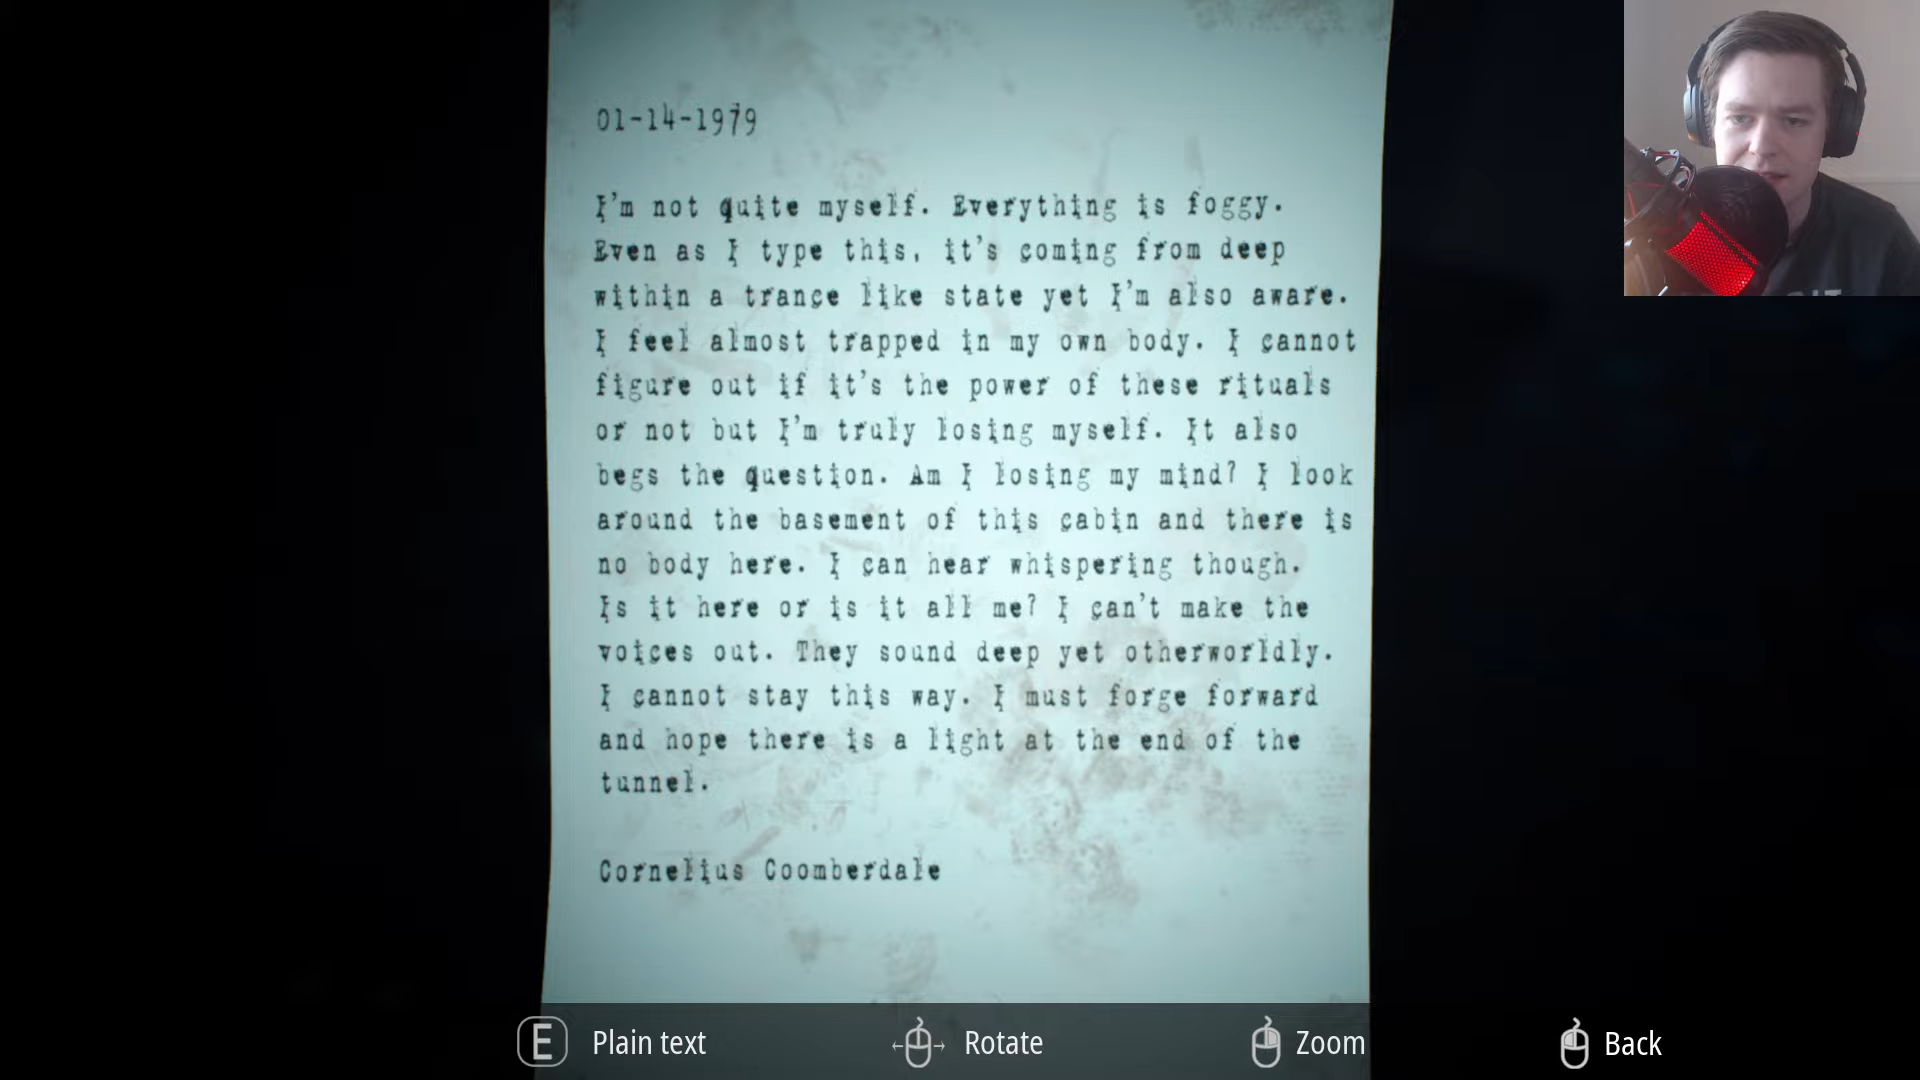 01-14-1979
I'm not quite myself. Everything is foggy.
Even as I type this, it's coming from deep
within a trance like state yet I'm also aware.
I feel almost trapped in my own body. I cannot
figure out if it's the power of these rituals
or not but I'm truly losing myself. It also
begs the question. Am I losing my mind? I look
around the basement of this cabin and there is
no body here. I can hear whispering though.
Is it here or is it all me? I can't make the
voices out. They sound deep yet otherworldly.
I cannot stay this way. I must forge forward
and hope there is a light at the end of the
tunnel.
Cornelius Coomberdale
E Plain text Rotate Zoom Back